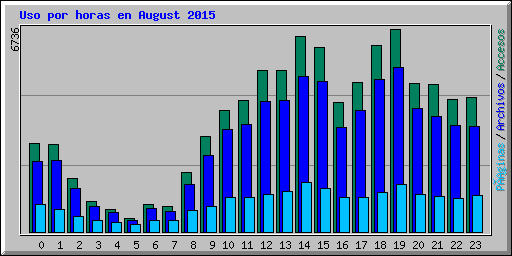 Uso por horas en August 2015
6736
Páginas / Archivos / Accesos
0 1 2 3 4 5 6 7 8 9 10 11 12 13 14 15 16 17 18 19 20 21 22 23